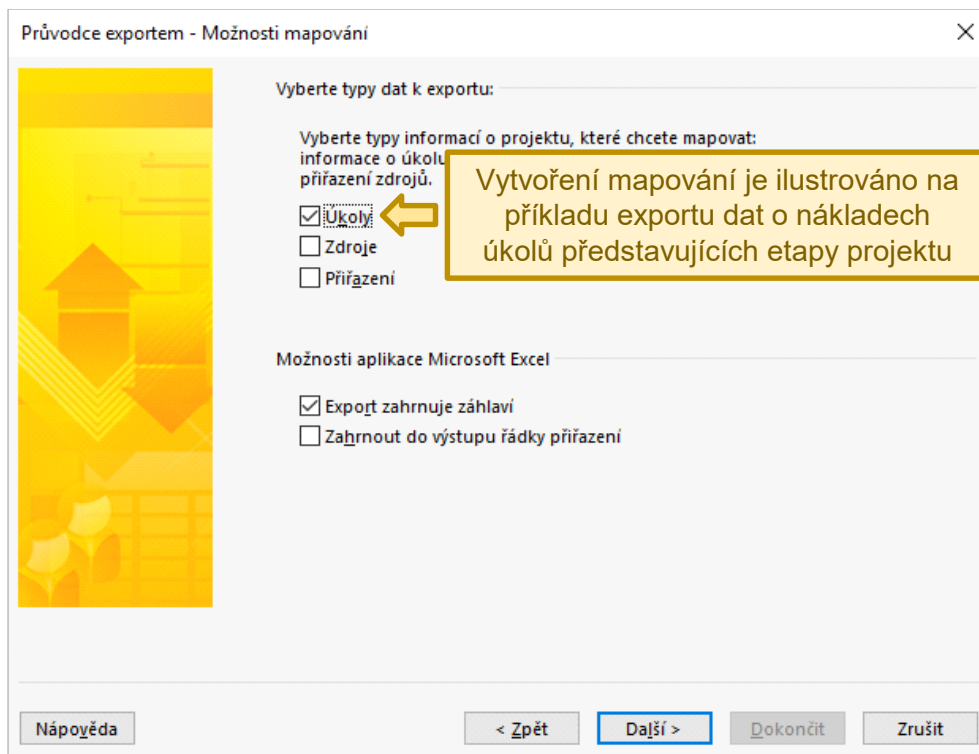 Průvodce exportem - Možnosti mapování
Vyberte typy dat k exportu:
Vyberte typy informací o projektu, které chcete mapovat:
informace o úkolu
přiřazení zdrojů.
Vytvoření mapování je ilustrováno na
příkladu exportu dat o nákladech
úkolů představujících etapy projektu
Úkoly
Zdroje
Přiřazení
Možnosti aplikace Microsoft Excel
Export zahrnuje záhlaví
Zahrnout do výstupu řádky přiřazení
Nápověda
< Zpět
Další >
Dokončit
Zrušit